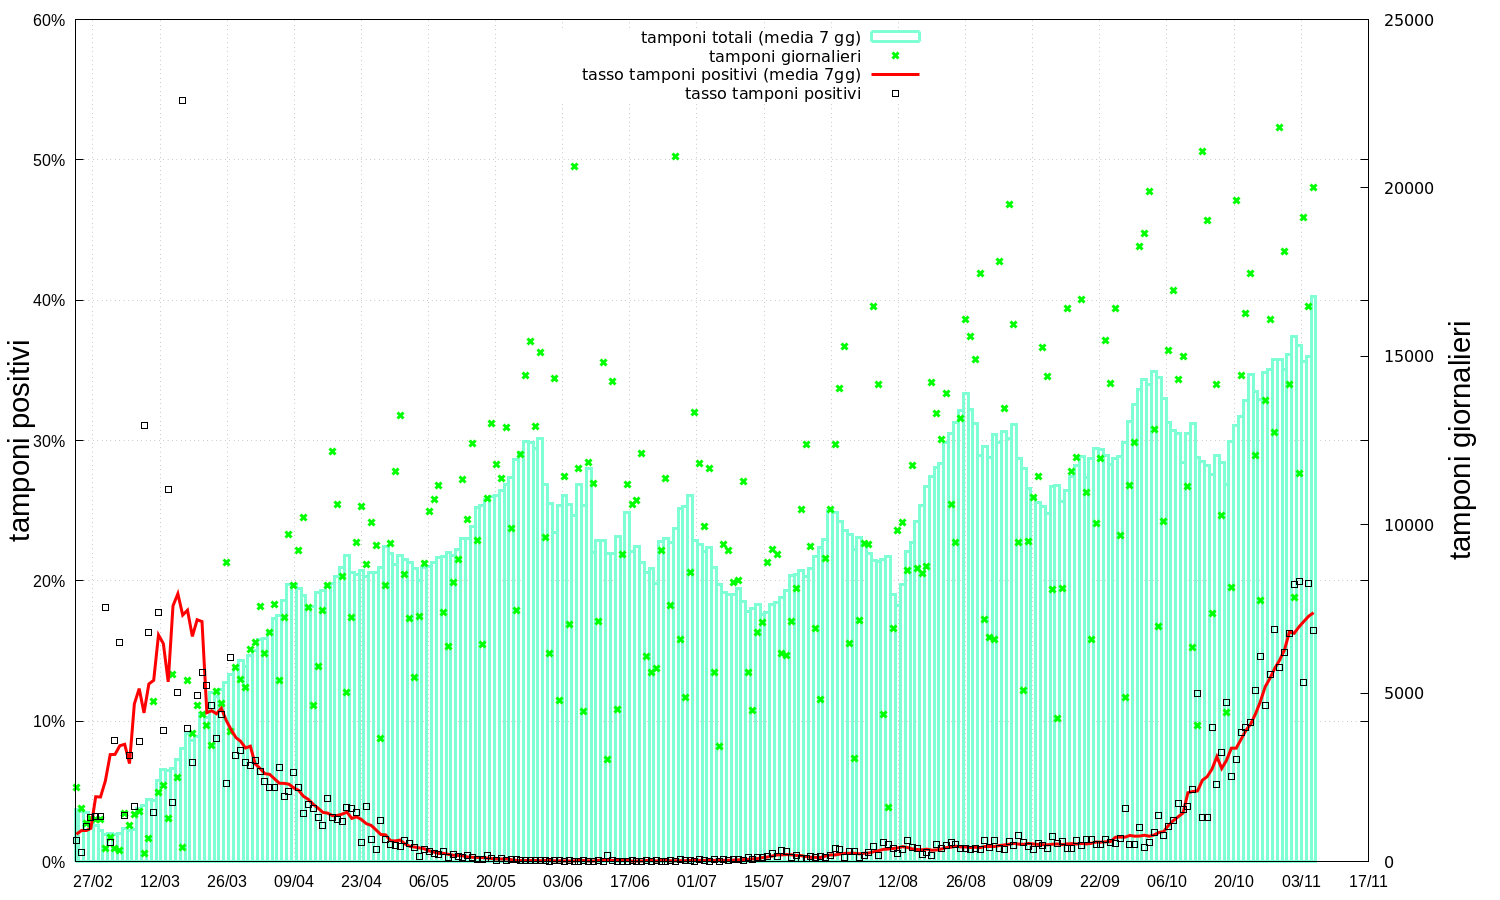 60%
25000
tamponi totali (media 7 gg)
tamponi giornalieri
tasso tamponi positivi (media 7gg)
tasso tamponi positivi
50%
20000
40%
15000
tamponi positivi
tamponi giornalieri
30%
10000
20%
5000
10%
0%
0
27/02 12/03 26/03 09/04 23/04 06/05 20/05 03/06 17/06 01/07 15/07 29/07 12/08 26/08 08/09 22/09 06/10 20/10 03/11 17/11